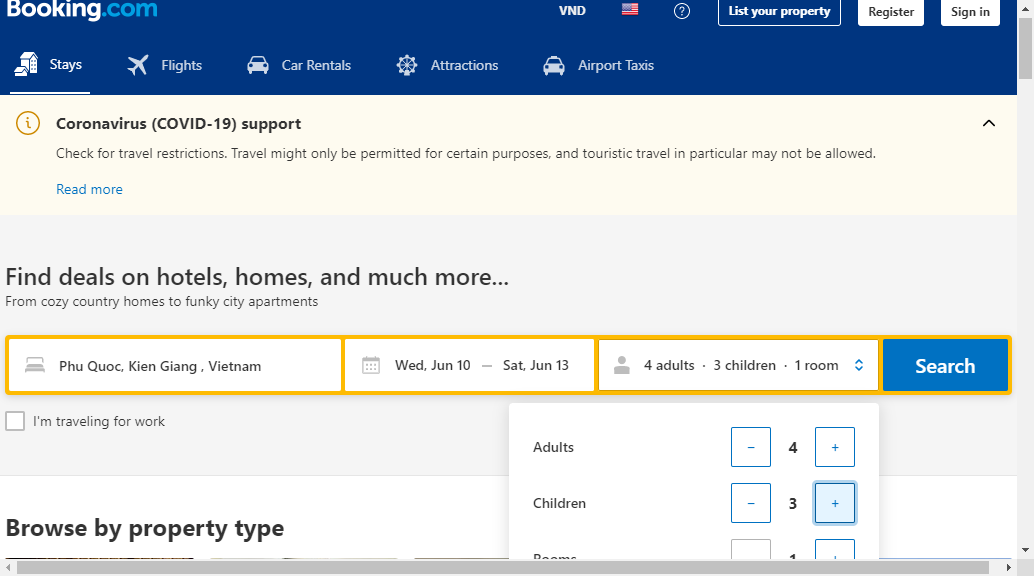 Booking.com
VND
?
List your property
Register
Sign in
Stays
Flights
Car Rentals
Attractions
Airport Taxis
Coronavirus (COVID-19) support
Check for travel restrictions. Travel might only be permitted for certain purposes, and touristic travel in particular may not be allowed.
Read more
Find deals on hotels, homes, and much more...
From cozy country homes to funky city apartments
Phu Quoc, Kien Giang , Vietnam
Wed, Jun 10 — Sat, Jun 13
4 adults · 3 children · 1 room
Search
I'm traveling for work
Adults − 4 +
Children − 3 +
Rooms 1 +
Browse by property type